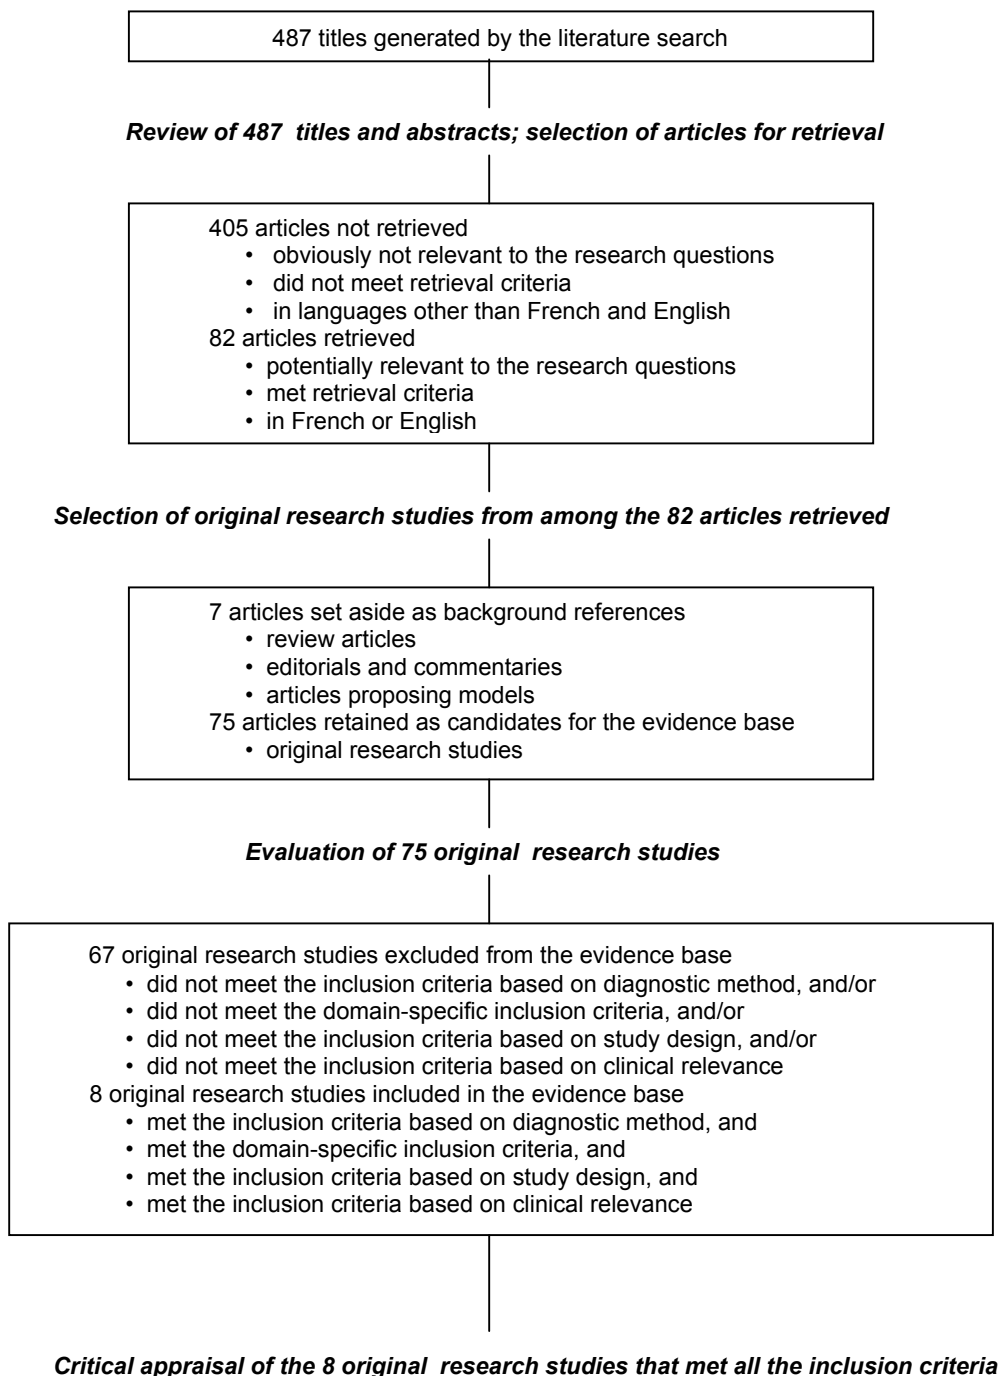 487 titles generated by the literature search
Review of 487 titles and abstracts; selection of articles for retrieval
405 articles not retrieved
• obviously not relevant to the research questions
• did not meet retrieval criteria
• in languages other than French and English
82 articles retrieved
• potentially relevant to the research questions
• met retrieval criteria
• in French or English
Selection of original research studies from among the 82 articles retrieved
7 articles set aside as background references
• review articles
• editorials and commentaries
• articles proposing models
75 articles retained as candidates for the evidence base
• original research studies
Evaluation of 75 original research studies
67 original research studies excluded from the evidence base
• did not meet the inclusion criteria based on diagnostic method, and/or
• did not meet the domain-specific inclusion criteria, and/or
• did not meet the inclusion criteria based on study design, and/or
• did not meet the inclusion criteria based on clinical relevance
8 original research studies included in the evidence base
• met the inclusion criteria based on diagnostic method, and
• met the domain-specific inclusion criteria, and
• met the inclusion criteria based on study design, and
• met the inclusion criteria based on clinical relevance
Critical appraisal of the 8 original research studies that met all the inclusion criteria